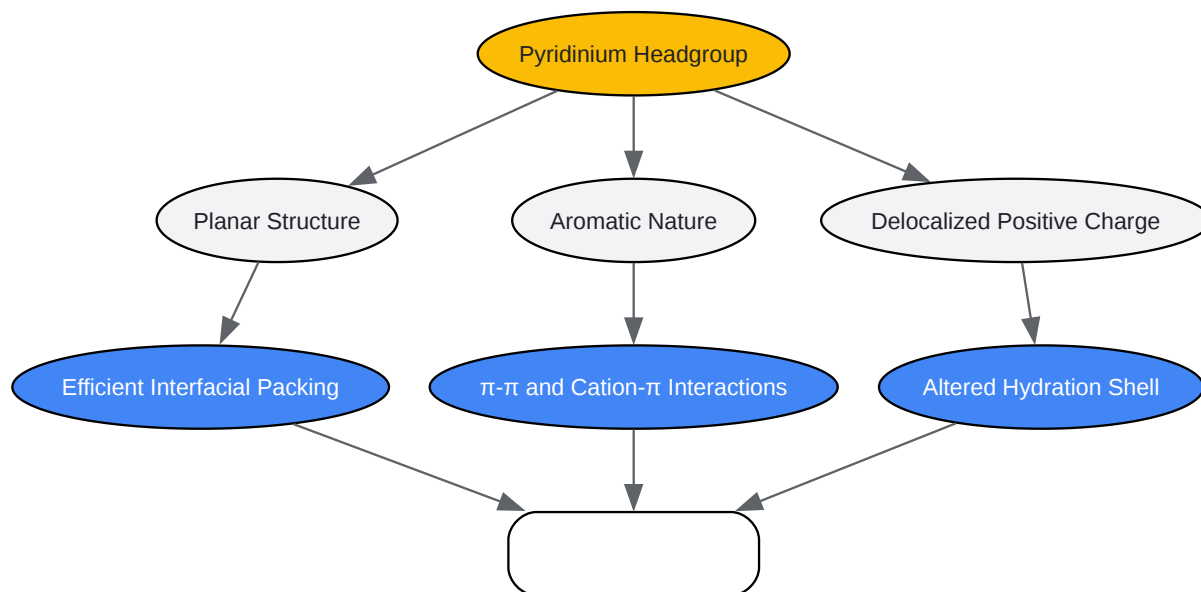 Pyridinium Headgroup
Planar Structure
Aromatic Nature
Delocalized Positive Charge
Efficient Interfacial Packing
π-π and Cation-π Interactions
Altered Hydration Shell